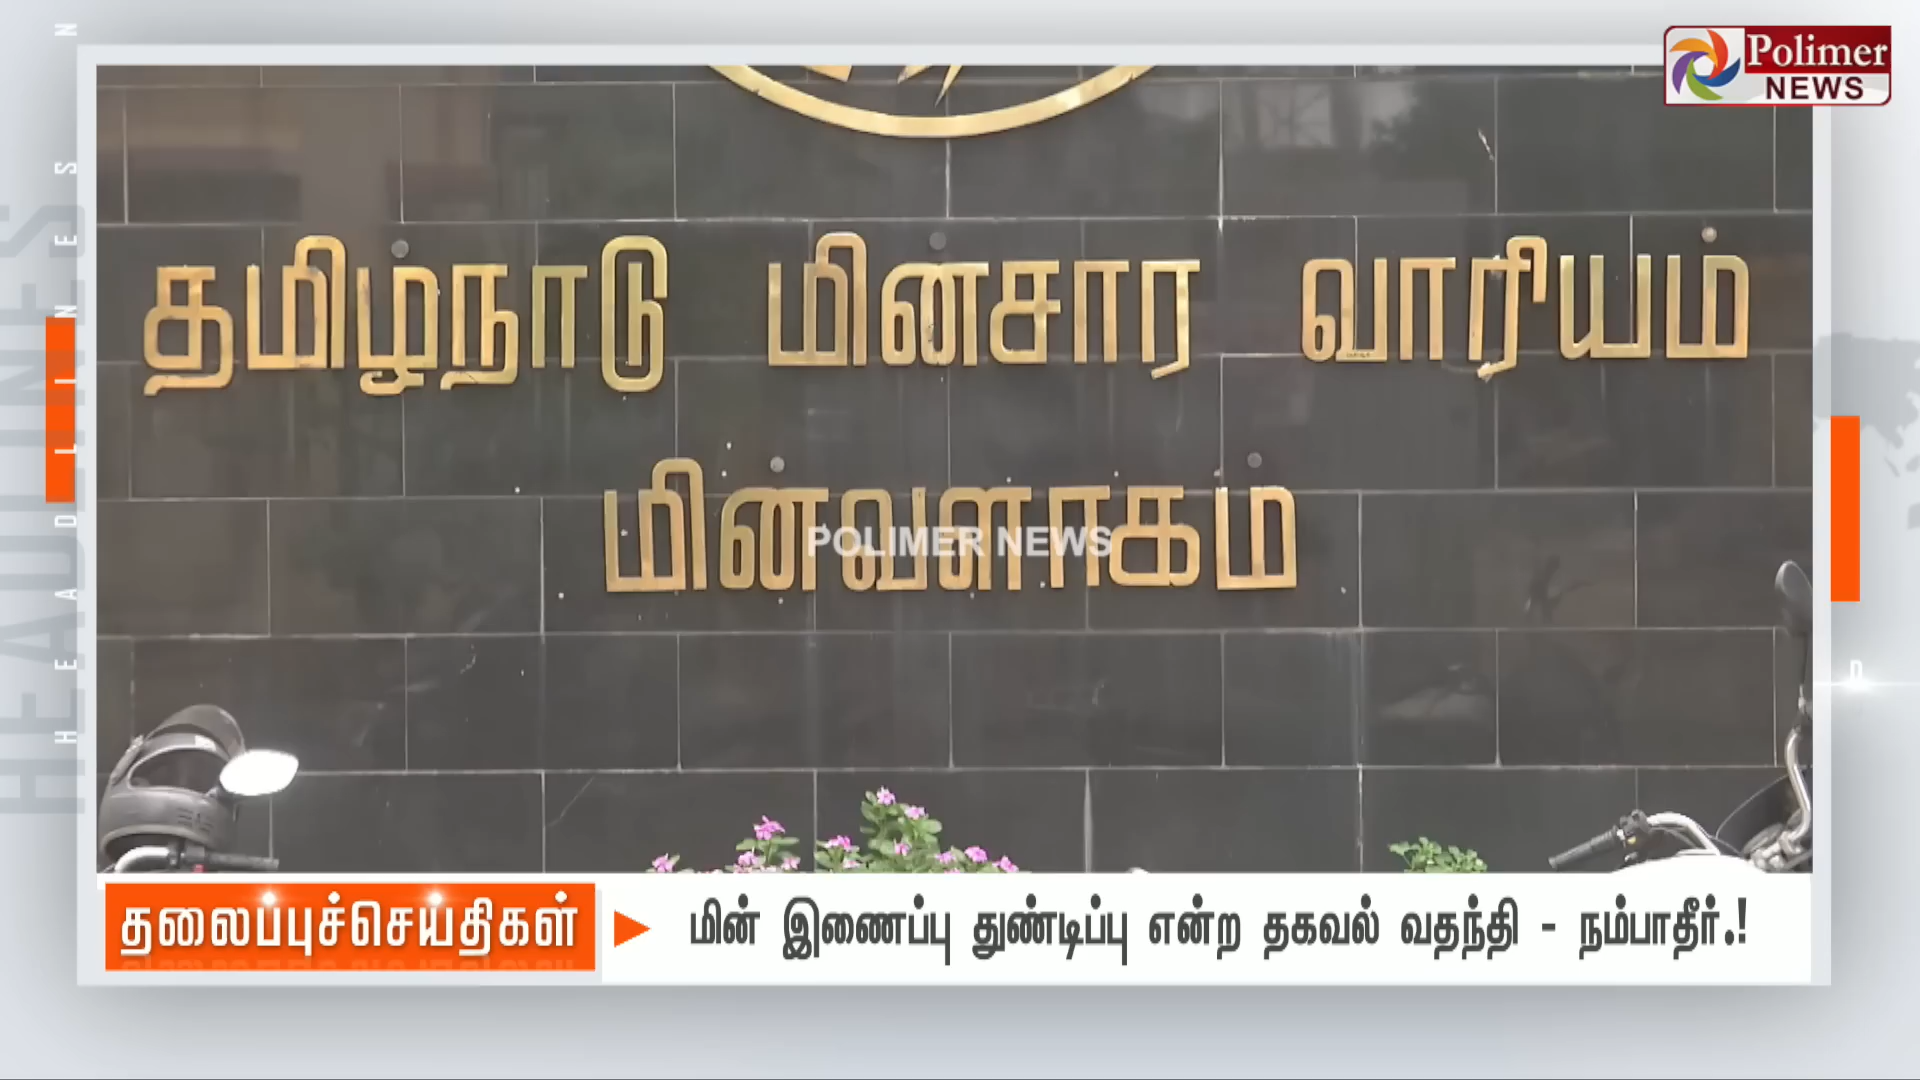 Polimer
NEWS
தமிழ்நாடு மின்சார வாரியம்
மின்வளாகம்
POLIMER NEWS
HEADLINES
தலைப்புச்செய்திகள்
மின் இணைப்பு துண்டிப்பு என்ற தகவல் வதந்தி - நம்பாதீர்.!